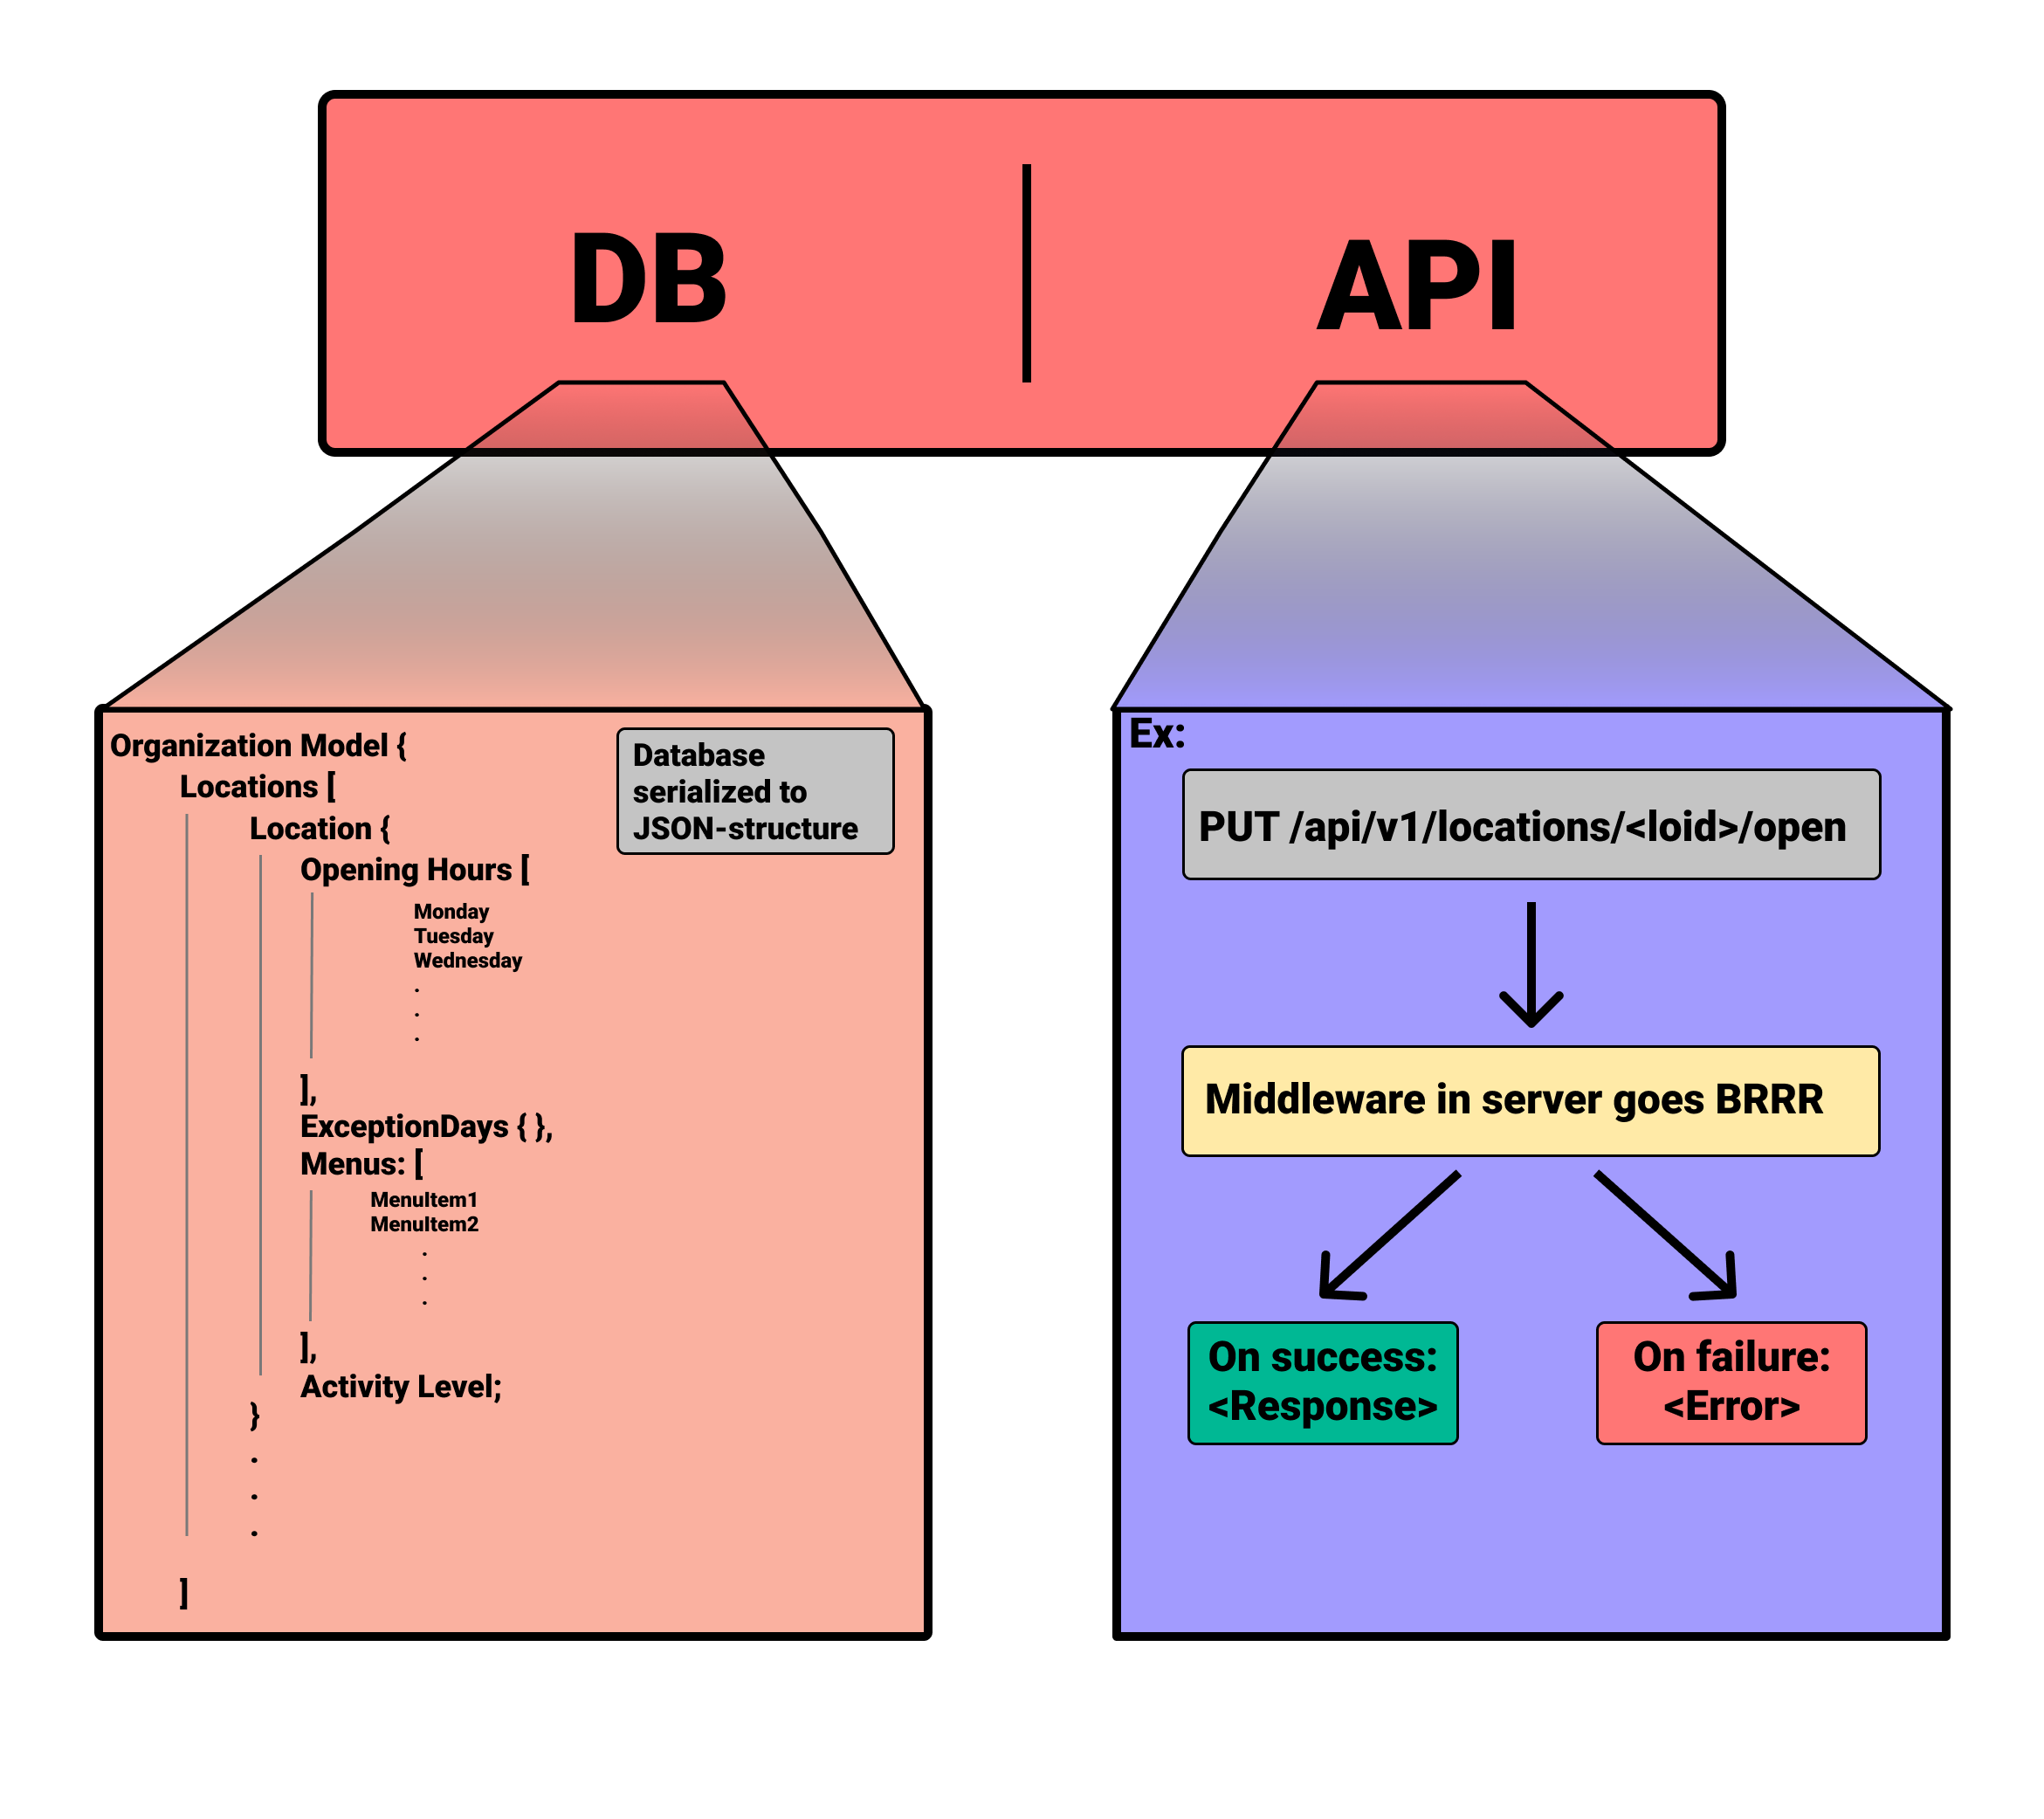 DB
API
Organization Model {
Locations [
Location {
Opening Hours [
Monday
Tuesday
Wednesday
.
.
.
],
ExceptionDays { },
Menus: [
MenuItem1
MenuItem2
.
.
.
],
Activity Level;
}
.
.
.
]
Database
serialized to
JSON-structure
Ex:
PUT /api/v1/locations/<loid>/open
Middleware in server goes BRRR
On success:
<Response>
On failure:
<Error>